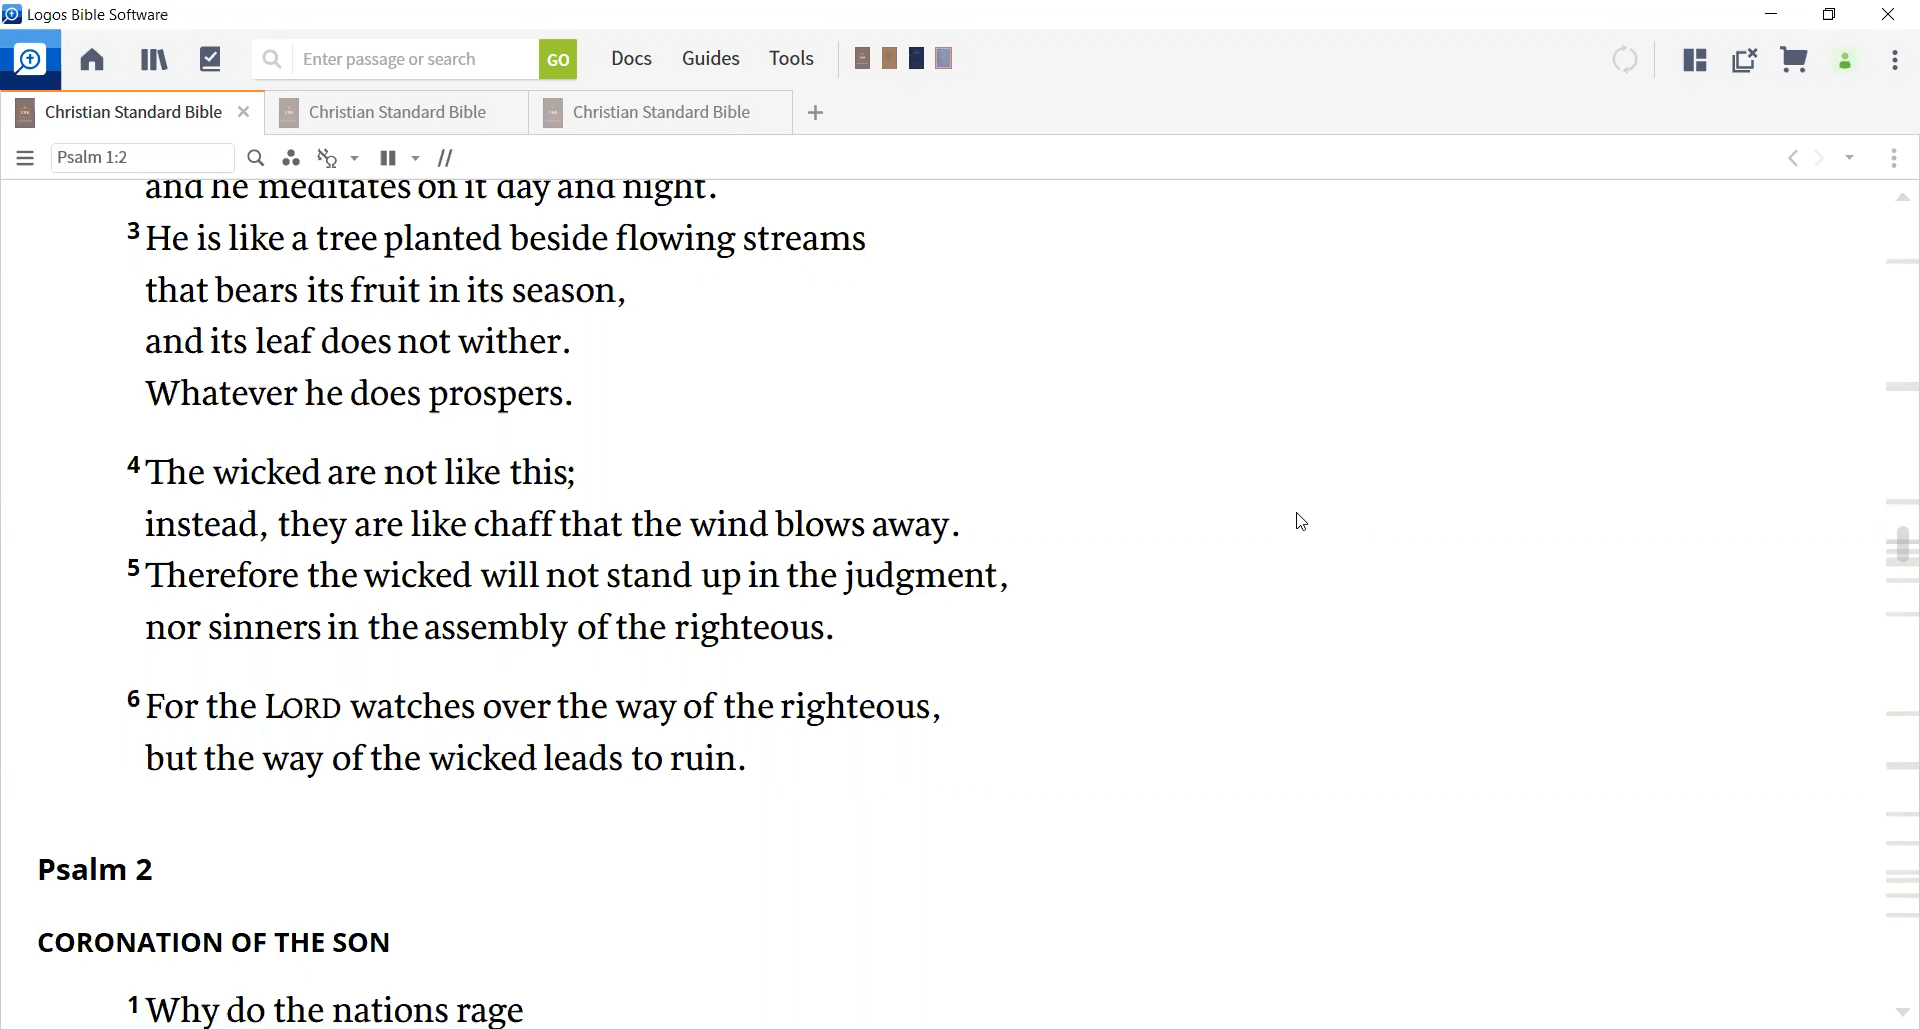 Logos Bible Software
Enter passage or search GO Docs Guides Tools
Christian Standard Bible Christian Standard Bible Christian Standard Bible
Psalm 1:2
and he meditates on it day and night.
3 He is like a tree planted beside flowing streams
that bears its fruit in its season,
and its leaf does not wither.
Whatever he does prospers.
4 The wicked are not like this;
instead, they are like chaff that the wind blows away.
5 Therefore the wicked will not stand up in the judgment,
nor sinners in the assembly of the righteous.
6 For the LORD watches over the way of the righteous,
but the way of the wicked leads to ruin.
Psalm 2
CORONATION OF THE SON
1 Why do the nations rage